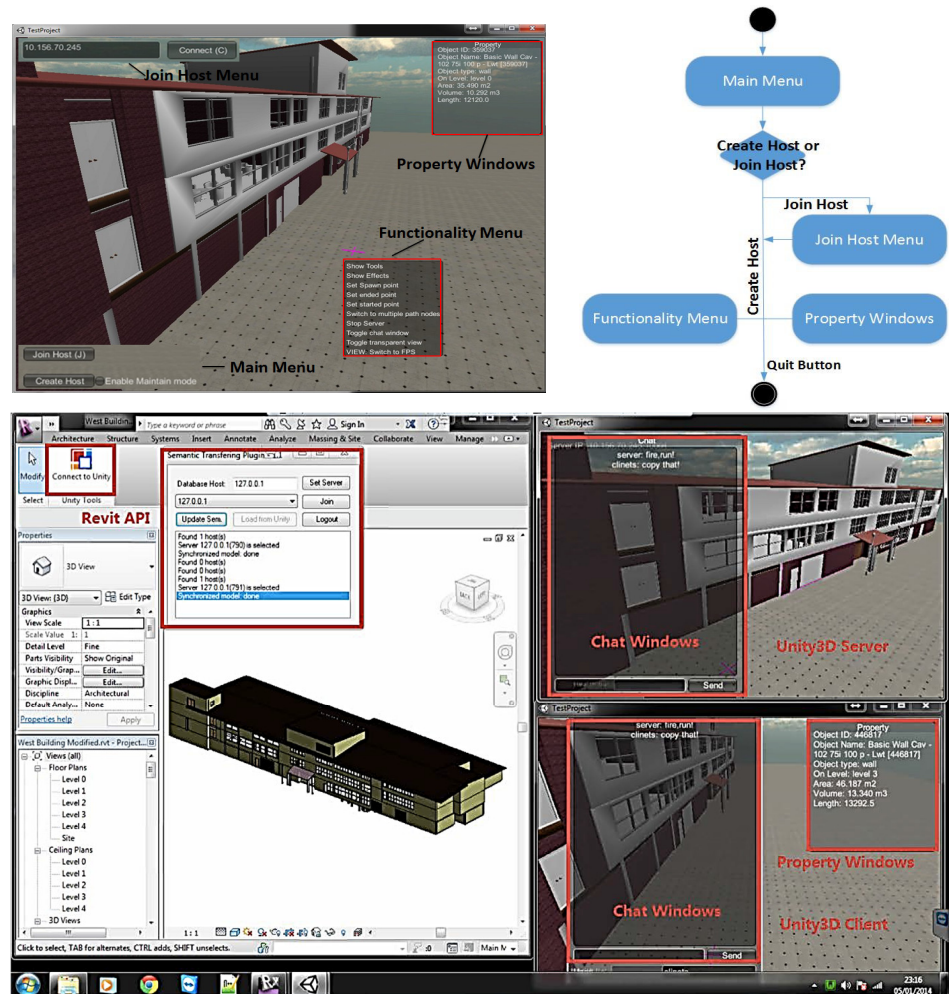 TestProject
10.156.70.245
Connect (C)
Join Host Menu
Property
Object ID: 359037
Object Name: Basic Wall Cav -
102 75i 100 p - Lwt [359037]
Object type: wall
On Level: level 0
Area: 35.490 m2
Volume: 10.292 m3
Length: 12120.0
Property Windows
Functionality Menu
Show Tools
Show Effects
Set Spawn point
Set ended point
Set started point
Switch to multiple path nodes
Stop Server
Toggle chat window
Toggle transparent view
VIEW: Switch to FPS
Join Host (J)
Main Menu
Create Host
Enable Maintain mode
Main Menu
Create Host or
Join Host?
Join Host
Join Host Menu
Create Host
Functionality Menu
Property Windows
Quit Button
West Buildin...
Type a keyword or phrase
Sign In
Architecture Structure Systems Insert Annotate Analyze Massing & Site Collaborate View Manage
Modify
Connect to Unity
Select
Unity Tools
Revit API
Semantic Transfering Plugin - 1.1
Database Host: 127.0.0.1
Set Server
127.0.0.1
Join
Update Sem.
Load from Unity
Logout
Found 1 host(s)
Server 127.0.0.1(790) is selected
Synchronized model: done
Found 0 host(s)
Found 0 host(s)
Found 1 host(s)
Server 127.0.0.1(791) is selected
Synchronized model: done
Properties
3D View
3D View: {3D}
Edit Type
Graphics
View Scale 1:1
Scale Value 1: 1
Detail Level Fine
Parts Visibility Show Original
Visibility/Grap... Edit...
Graphic Displ... Edit...
Discipline Architectural
Default Analy... None
Properties help
Apply
West Building Modified.rvt - Project...
Views (all)
Floor Plans
Level 0
Level 1
Level 2
Level 3
Level 4
Site
Ceiling Plans
Level 0
Level 1
Level 2
Level 3
Level 4
3D Views
1:1
Click to select, TAB for alternates, CTRL adds, SHIFT unselects.
:0
Main M
TestProject
Chat
server: fire,run!
clinets: copy that!
Chat Windows
Unity3D Server
Send
TestProject
server: fire,run!
clinets: copy that!
Property
Object ID: 446817
Object Name: Basic Wall Cav -
102 75i 100 p - Lwt [446817]
Object type: wall
On Level: level 3
Area: 46.187 m2
Volume: 13.340 m3
Length: 13292.5
Property Windows
Chat Windows
Unity3D Client
Send
clinets
23:16
05/01/2014